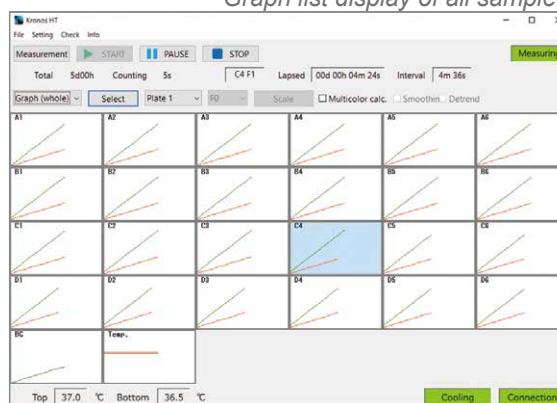 Graph list display of all sample
Kronos HT
File Setting Check Info
Measurement START PAUSE STOP Measuring
Total 5d00h Counting 5s C4 F1 Lapsed 00d 00h 04m 24s Interval 4m 36s
Graph (whole) Select Plate 1 F0 Scale Multicolor calc. Smoothin Detrend
A1 A2 A3 A4 A5 A6
B1 B2 B3 B4 B5 B6
C1 C2 C3 C4 C5 C6
D1 D2 D3 D4 D5 D6
BG Temp.
Top 37.0 ℃ Bottom 36.5 ℃ Cooling Connection